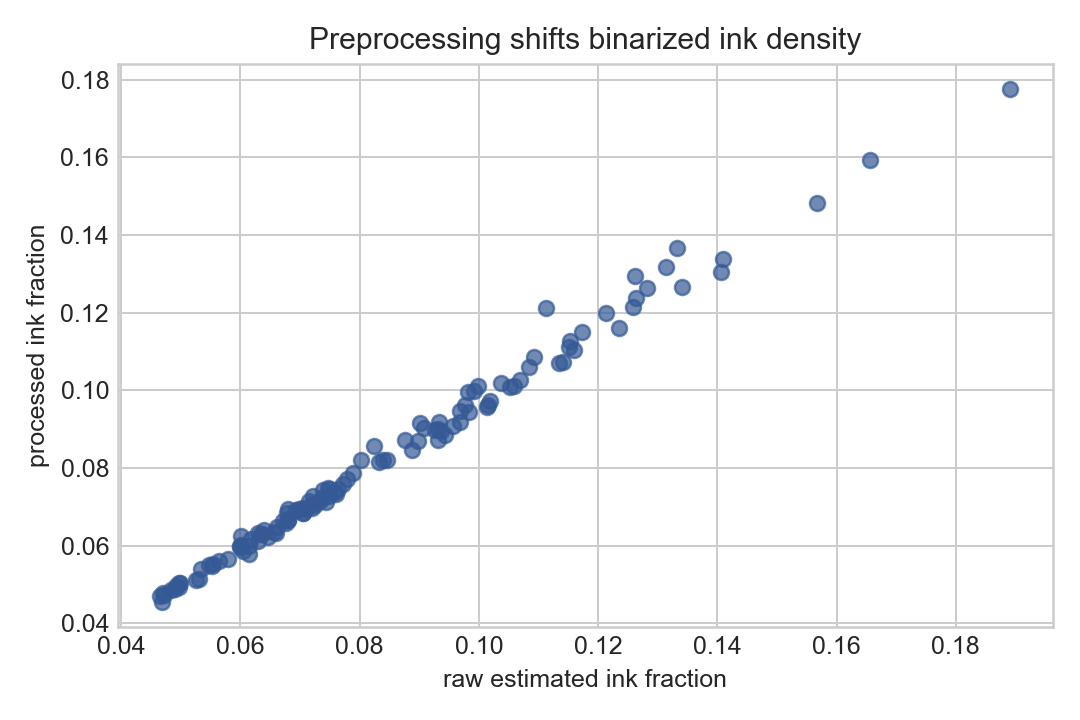 Preprocessing shifts binarized ink density
0.18
0.16
0.14
0.12
0.10
0.08
0.06
0.04
processed ink fraction
0.04 0.06 0.08 0.10 0.12 0.14 0.16 0.18
raw estimated ink fraction